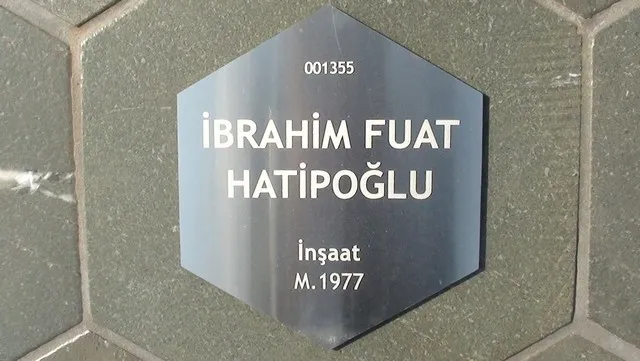 001355
İBRAHİM FUAT
HATİPOĞLU
İnşaat
M.1977